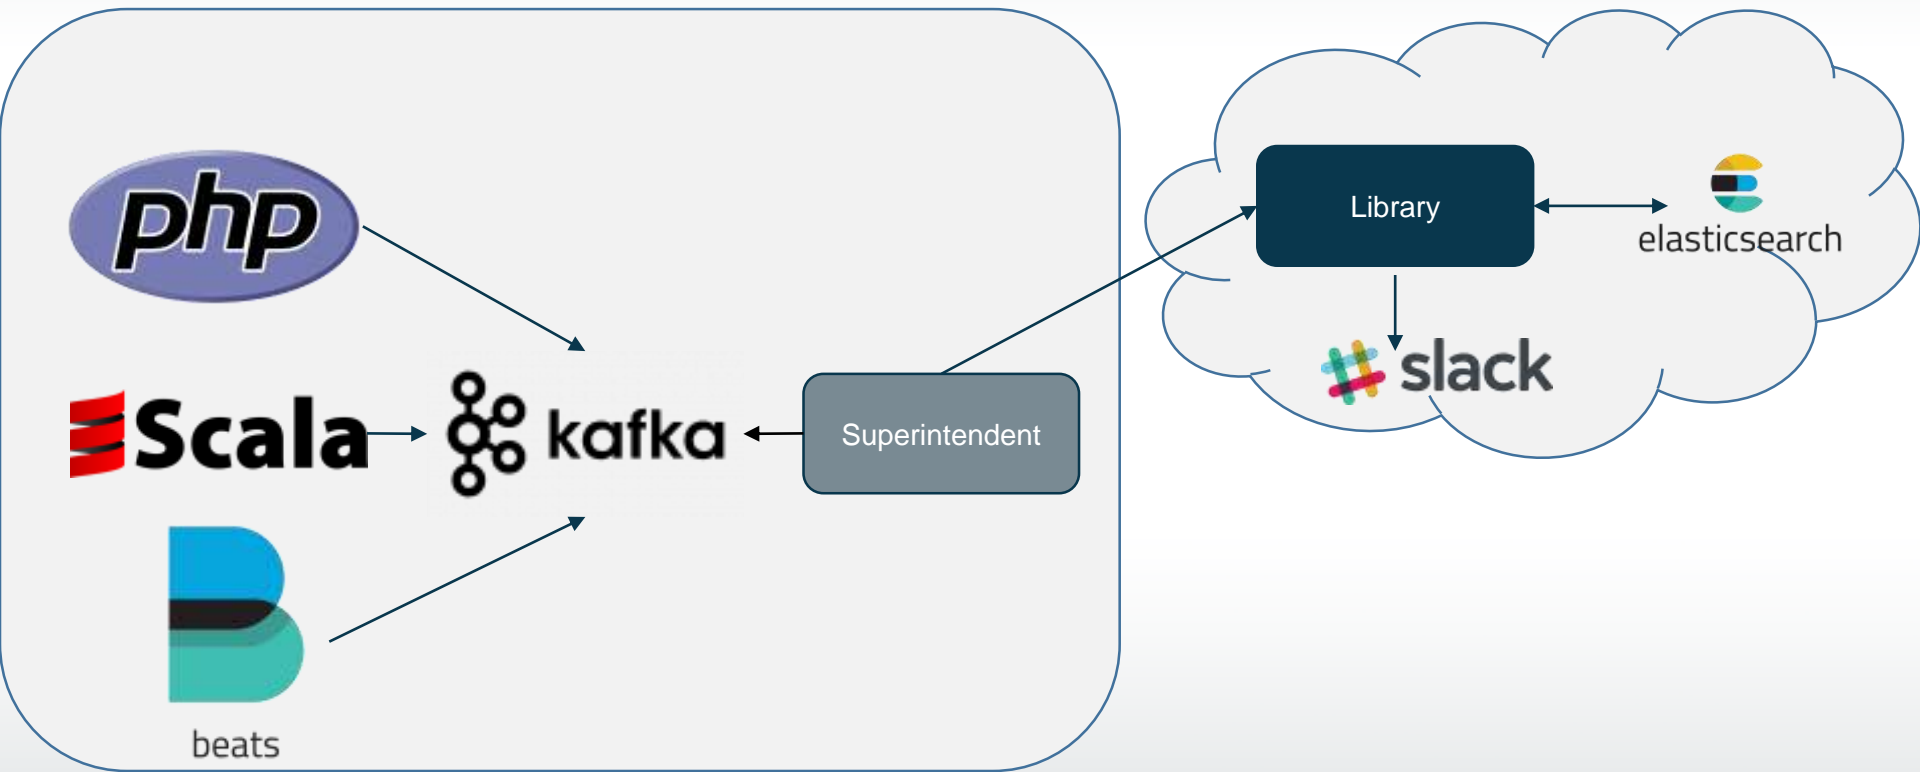 php
Scala
kafka
beats
Superintendent
Library
elasticsearch
slack